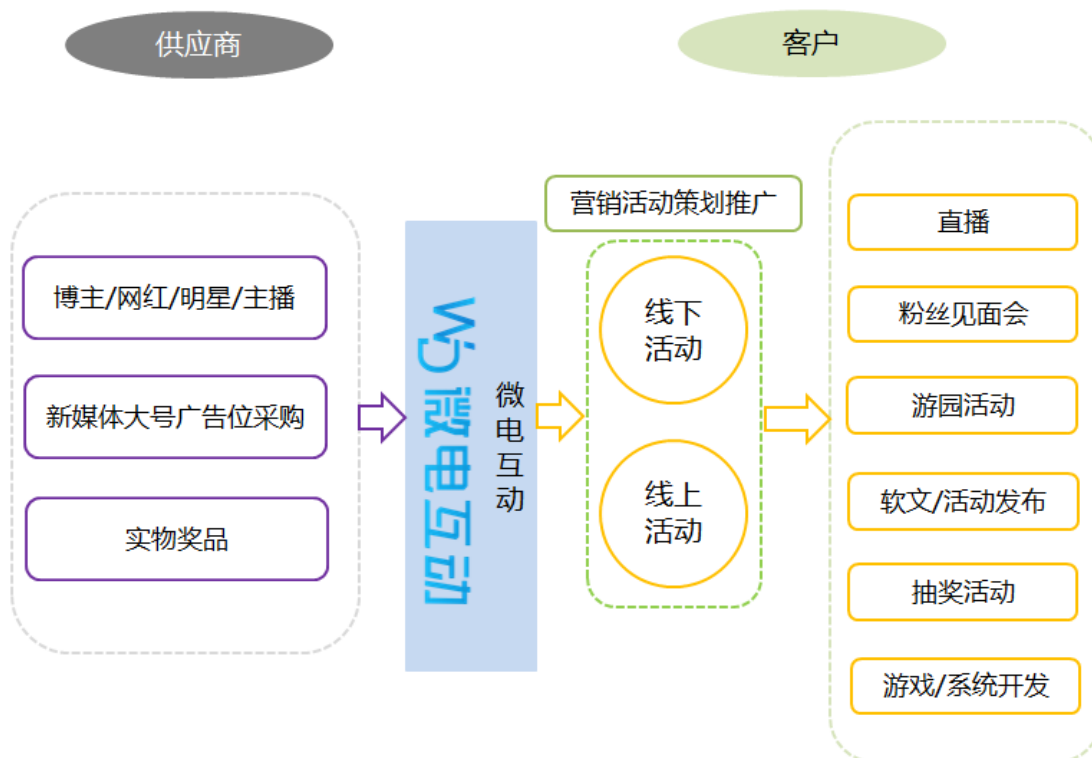 供应商
客户
营销活动策划推广
博主/网红/明星/主播
新媒体大号广告位采购
实物奖品
微电互动
微电互动
线下
活动
线上
活动
直播
粉丝见面会
游园活动
软文/活动发布
抽奖活动
游戏/系统开发